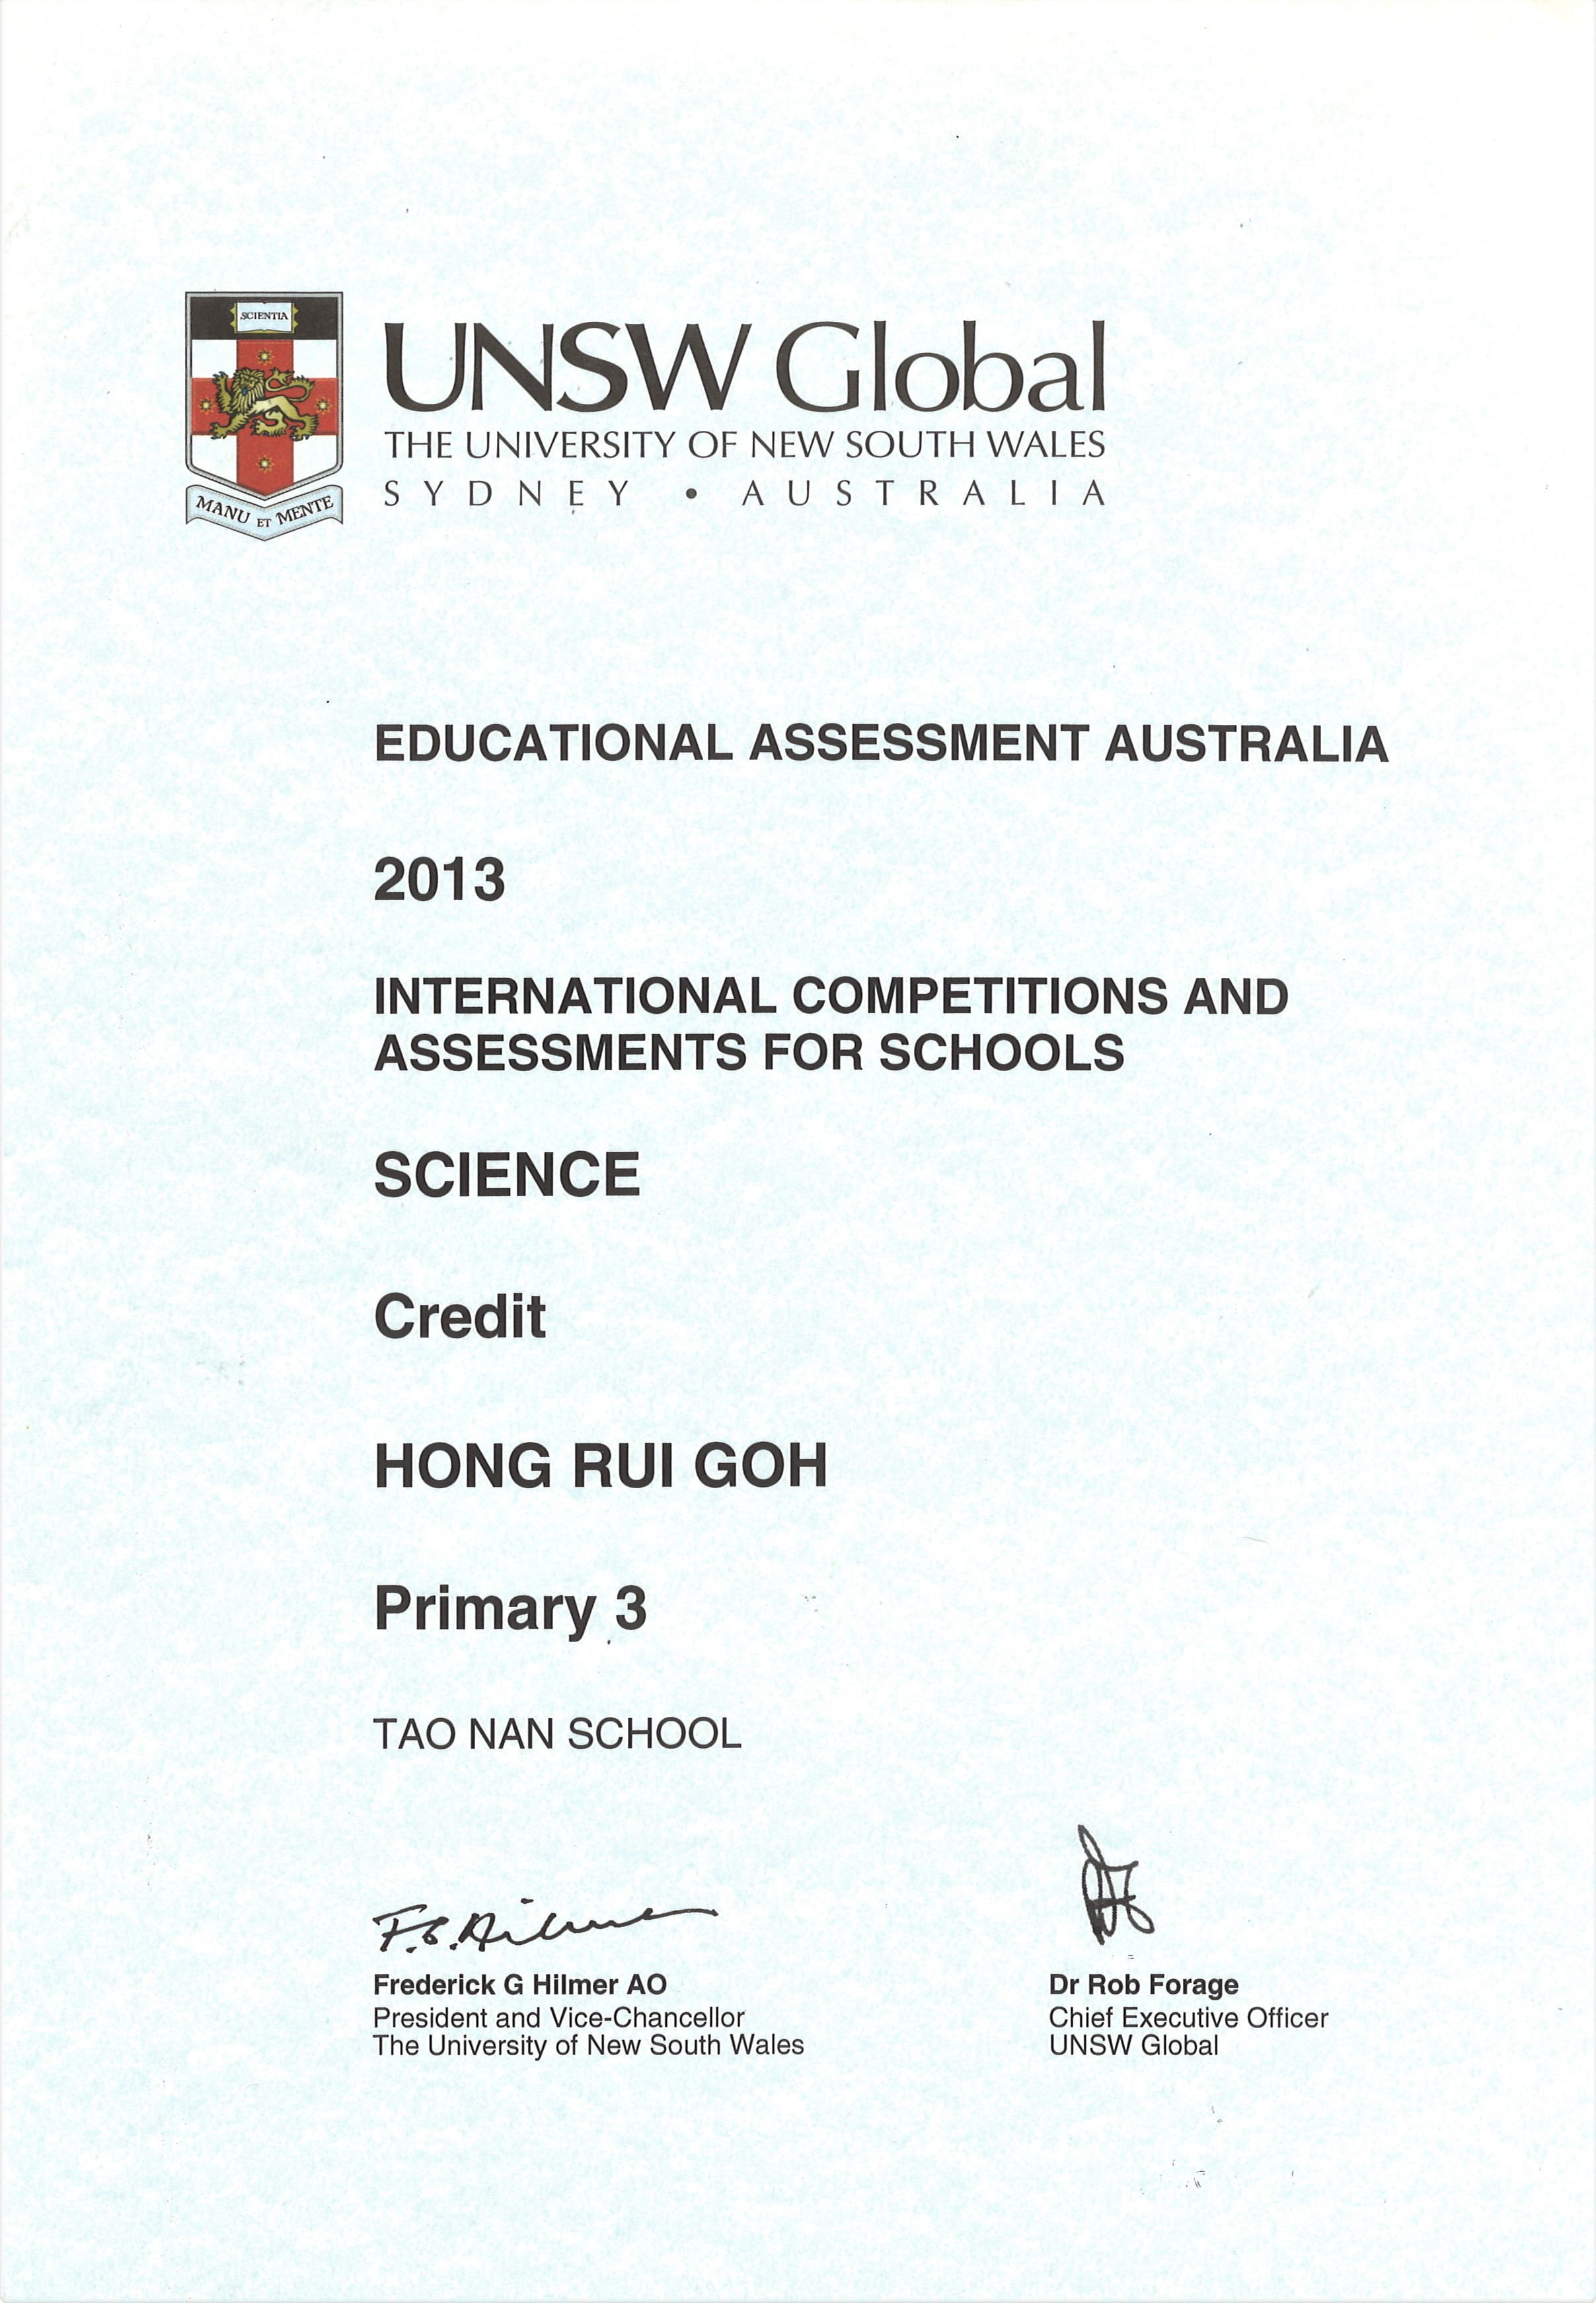 SCIENTIA
MANU ET MENTE
UNSW Global
THE UNIVERSITY OF NEW SOUTH WALES
SYDNEY • AUSTRALIA
EDUCATIONAL ASSESSMENT AUSTRALIA
2013
INTERNATIONAL COMPETITIONS AND
ASSESSMENTS FOR SCHOOLS
SCIENCE
Credit
HONG RUI GOH
Primary 3
TAO NAN SCHOOL
F.G.Hilmer
Frederick G Hilmer AO
President and Vice-Chancellor
The University of New South Wales
Dr Rob Forage
Chief Executive Officer
UNSW Global